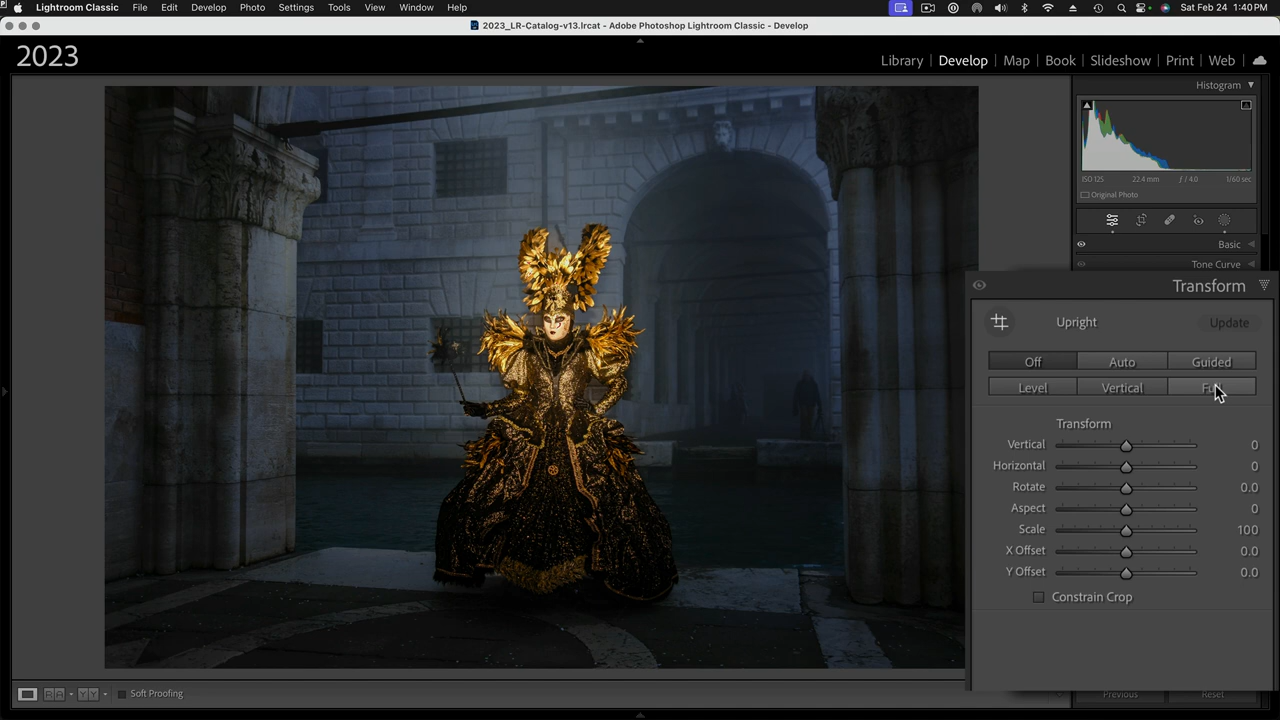 Lightroom Classic File Edit Develop Photo Settings Tools View Window Help Sat Feb 24 1:40PM
2023_LR-Catalog-v13.lrcat - Adobe Photoshop Lightroom Classic - Develop
2023 Library | Develop | Map | Book | Slideshow | Print | Web
Histogram
ISO 125 22.4 mm ƒ / 4.0 1/60 sec
Original Photo
Basic
Tone Curve
Transform
Upright Update
Off Auto Guided
Level Vertical
Transform
Vertical 0
Horizontal 0
Rotate 0.0
Aspect 0
Scale 100
X Offset 0.0
Y Offset 0.0
Constrain Crop
Soft Proofing Previous Reset